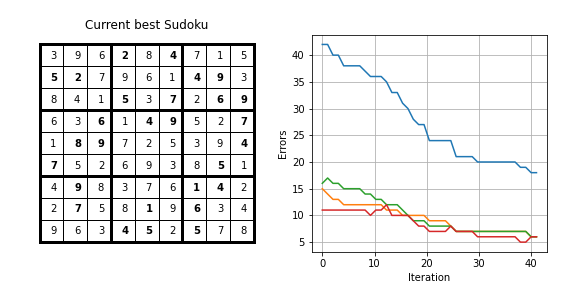 Current best Sudoku
3 9 6 2 8 4 7 1 5
5 2 7 9 6 1 4 9 3
8 4 1 5 3 7 2 6 9
6 3 6 1 4 9 5 2 7
1 8 9 7 2 5 3 9 4
7 5 2 6 9 3 8 5 1
4 9 8 3 7 6 1 4 2
2 7 5 8 1 9 6 3 4
9 6 3 4 5 2 5 7 8
Errors
40
35
30
25
20
15
10
5
0 10 20 30 40
Iteration